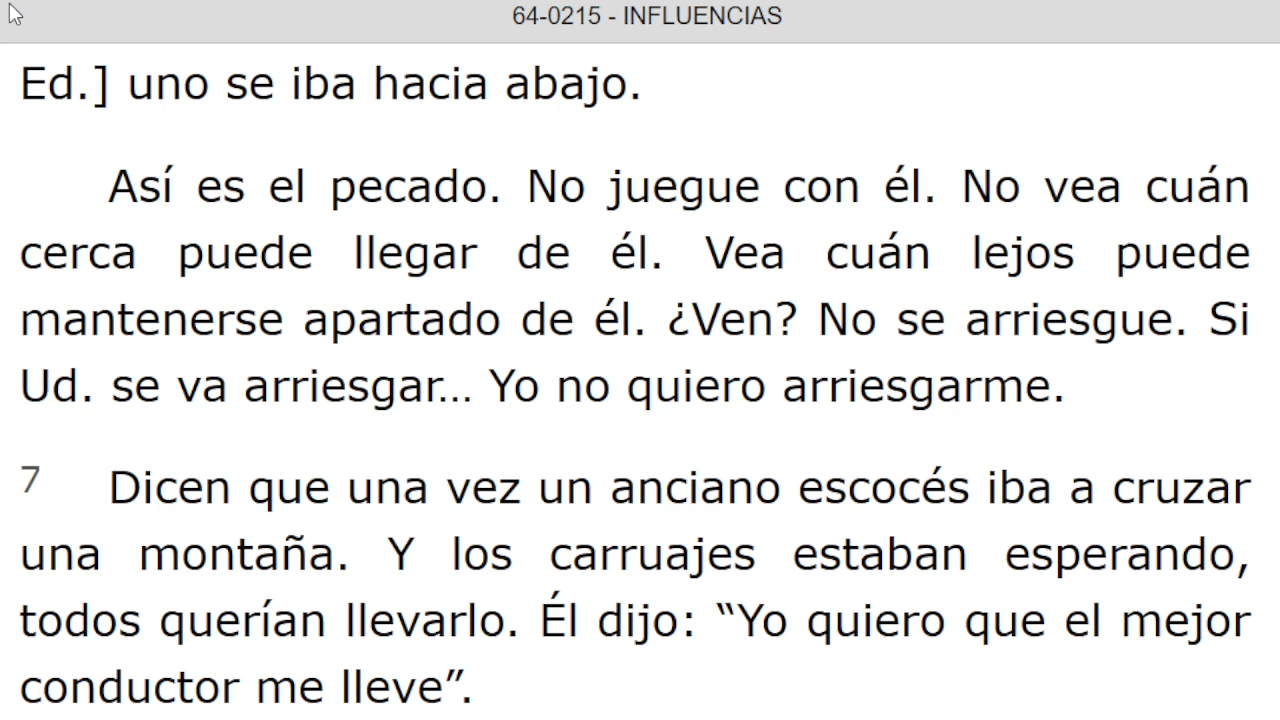 64-0215 - INFLUENCIAS
Ed.] uno se iba hacia abajo.
Así es el pecado. No juegue con él. No vea cuán
cerca puede llegar de él. Vea cuán lejos puede
mantenerse apartado de él. ¿Ven? No se arriesgue. Si
Ud. se va arriesgar... Yo no quiero arriesgarme.
7 Dicen que una vez un anciano escocés iba a cruzar
una montaña. Y los carruajes estaban esperando,
todos querían llevarlo. Él dijo: “Yo quiero que el mejor
conductor me lleve”.